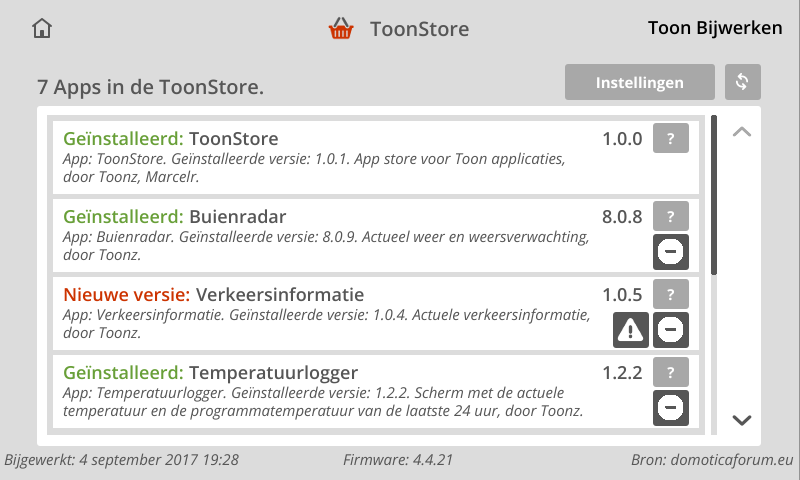 ToonStore
Toon Bijwerken
7 Apps in de ToonStore.
Instellingen
Geïnstalleerd: ToonStore 1.0.0 ?
App: ToonStore. Geïnstalleerde versie: 1.0.1. App store voor Toon applicaties,
door Toonz, Marcelr.
Geïnstalleerd: Buienradar 8.0.8 ?
App: Buienradar. Geïnstalleerde versie: 8.0.9. Actueel weer en weersverwachting,
door Toonz.
Nieuwe versie: Verkeersinformatie 1.0.5 ?
App: Verkeersinformatie. Geïnstalleerde versie: 1.0.4. Actuele verkeersinformatie,
door Toonz.
Geïnstalleerd: Temperatuurlogger 1.2.2 ?
App: Temperatuurlogger. Geïnstalleerde versie: 1.2.2. Scherm met de actuele
temperatuur en de programmatemperatuur van de laatste 24 uur, door Toonz.
Bijgewerkt: 4 september 2017 19:28
Firmware: 4.4.21
Bron: domoticaforum.eu